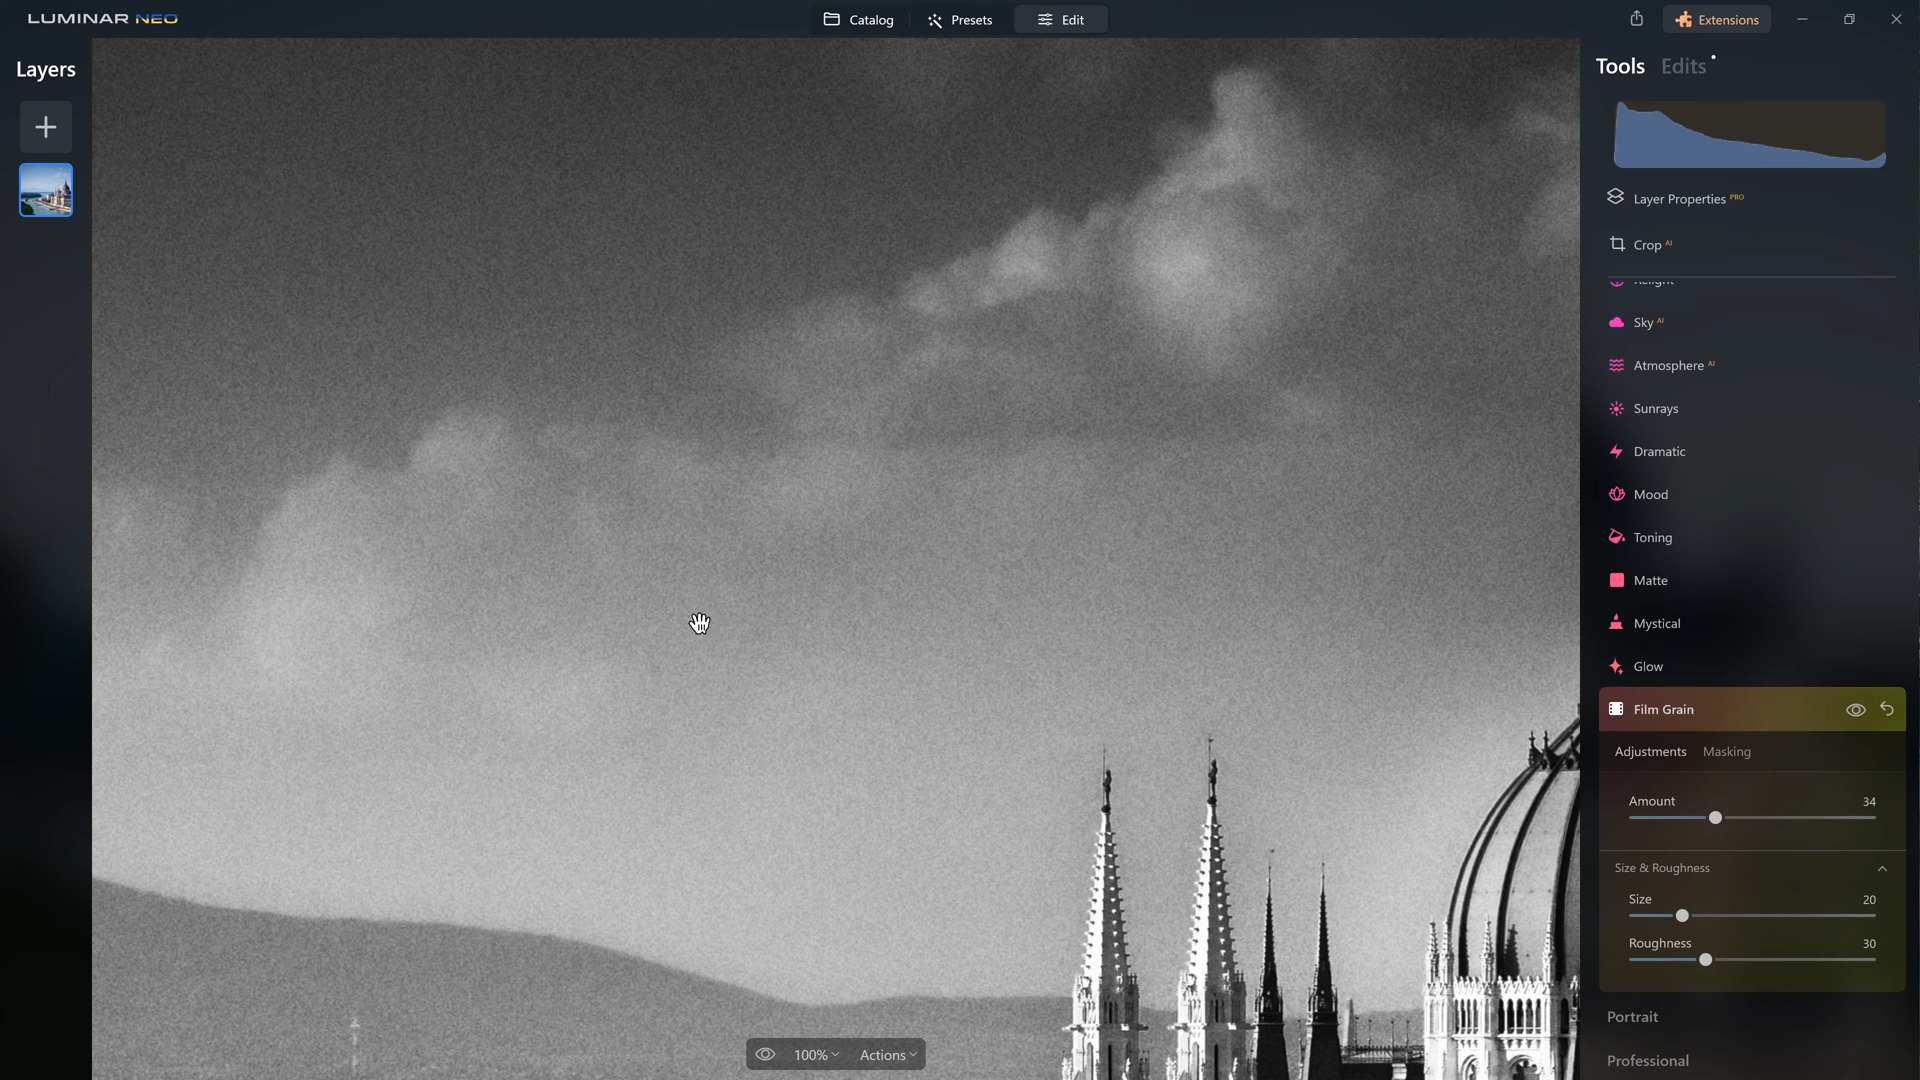 LUMINAR NEO
Catalog
Presets
Edit
Extensions
Layers
Tools
Edits
Layer Properties PRO
Crop AI
Relight
Sky AI
Atmosphere AI
Sunrays
Dramatic
Mood
Toning
Matte
Mystical
Glow
Film Grain
Adjustments
Masking
Amount 34
Size & Roughness
Size 20
Roughness 30
Portrait
Professional
100%
Actions